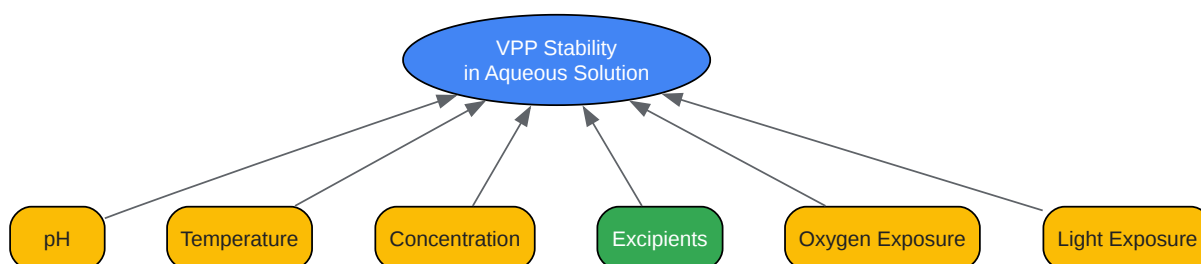 VPP Stability
in Aqueous Solution
pH
Temperature
Concentration
Excipients
Oxygen Exposure
Light Exposure